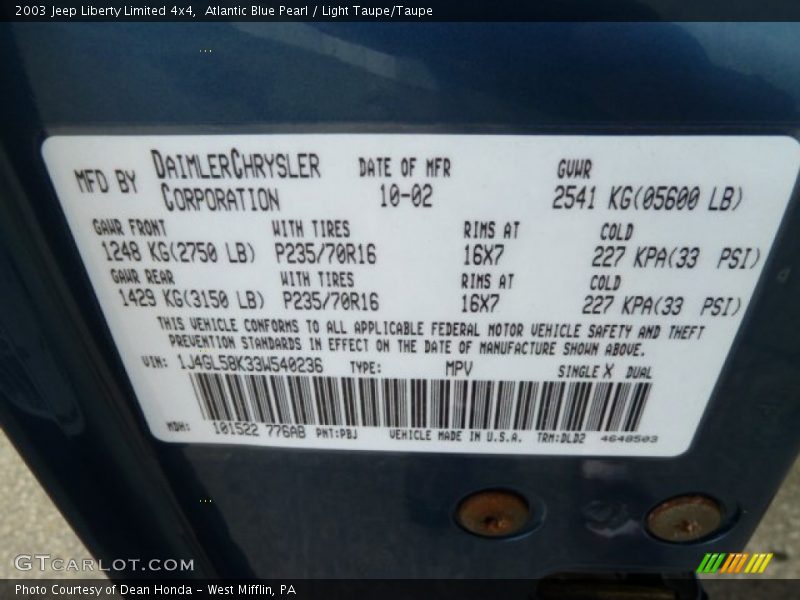 2003 Jeep Liberty Limited 4x4,  Atlantic Blue Pearl / Light Taupe/Taupe
MFD BY DAIMLERCHRYSLER CORPORATION
DATE OF MFR
10-02
GVWR
2541 KG(05600 LB)
GAWR FRONT WITH TIRES RIMS AT COLD
1248 KG(2750 LB) P235/70R16 16X7 227 KPA(33 PSI)
GAWR REAR WITH TIRES RIMS AT COLD
1429 KG(3150 LB) P235/70R16 16X7 227 KPA(33 PSI)
THIS VEHICLE CONFORMS TO ALL APPLICABLE FEDERAL MOTOR VEHICLE SAFETY AND THEFT
PREVENTION STANDARDS IN EFFECT ON THE DATE OF MANUFACTURE SHOWN ABOVE.
VIN: 1J4GL58K33W540236 TYPE: MPV SINGLE X DUAL
MDH: 101522 776AB PNT:PBJ VEHICLE MADE IN U.S.A. TRM:DLD2 4648503
GTCARLOT.COM
Photo Courtesy of Dean Honda - West Mifflin, PA